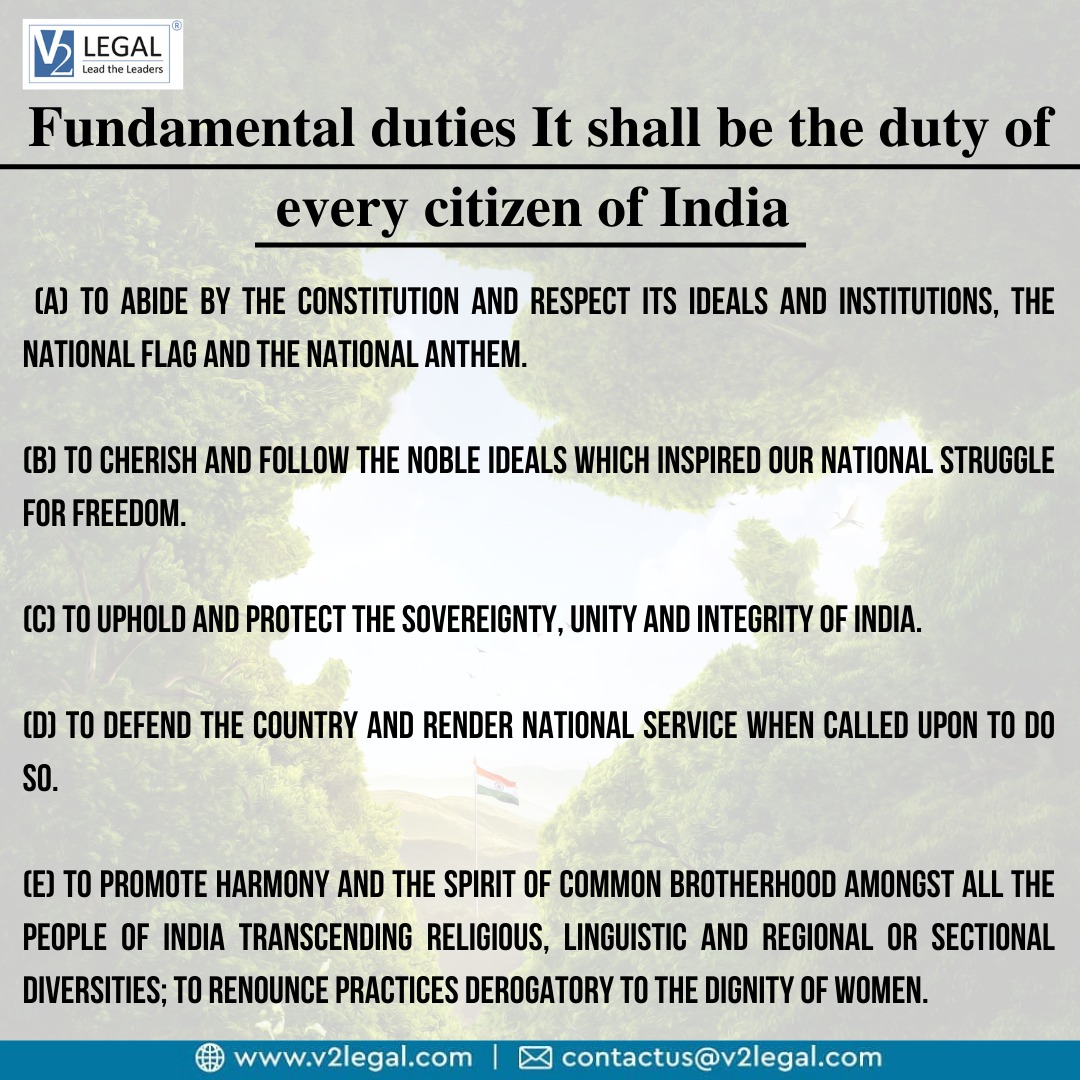 V2 LEGAL ®
Lead the Leaders
Fundamental duties It shall be the duty of
every citizen of India
(A) TO ABIDE BY THE CONSTITUTION AND RESPECT ITS IDEALS AND INSTITUTIONS, THE
NATIONAL FLAG AND THE NATIONAL ANTHEM.
(B) TO CHERISH AND FOLLOW THE NOBLE IDEALS WHICH INSPIRED OUR NATIONAL STRUGGLE
FOR FREEDOM.
(C) TO UPHOLD AND PROTECT THE SOVEREIGNTY, UNITY AND INTEGRITY OF INDIA.
(D) TO DEFEND THE COUNTRY AND RENDER NATIONAL SERVICE WHEN CALLED UPON TO DO
SO.
(E) TO PROMOTE HARMONY AND THE SPIRIT OF COMMON BROTHERHOOD AMONGST ALL THE
PEOPLE OF INDIA TRANSCENDING RELIGIOUS, LINGUISTIC AND REGIONAL OR SECTIONAL
DIVERSITIES; TO RENOUNCE PRACTICES DEROGATORY TO THE DIGNITY OF WOMEN.
www.v2legal.com | contactus@v2legal.com